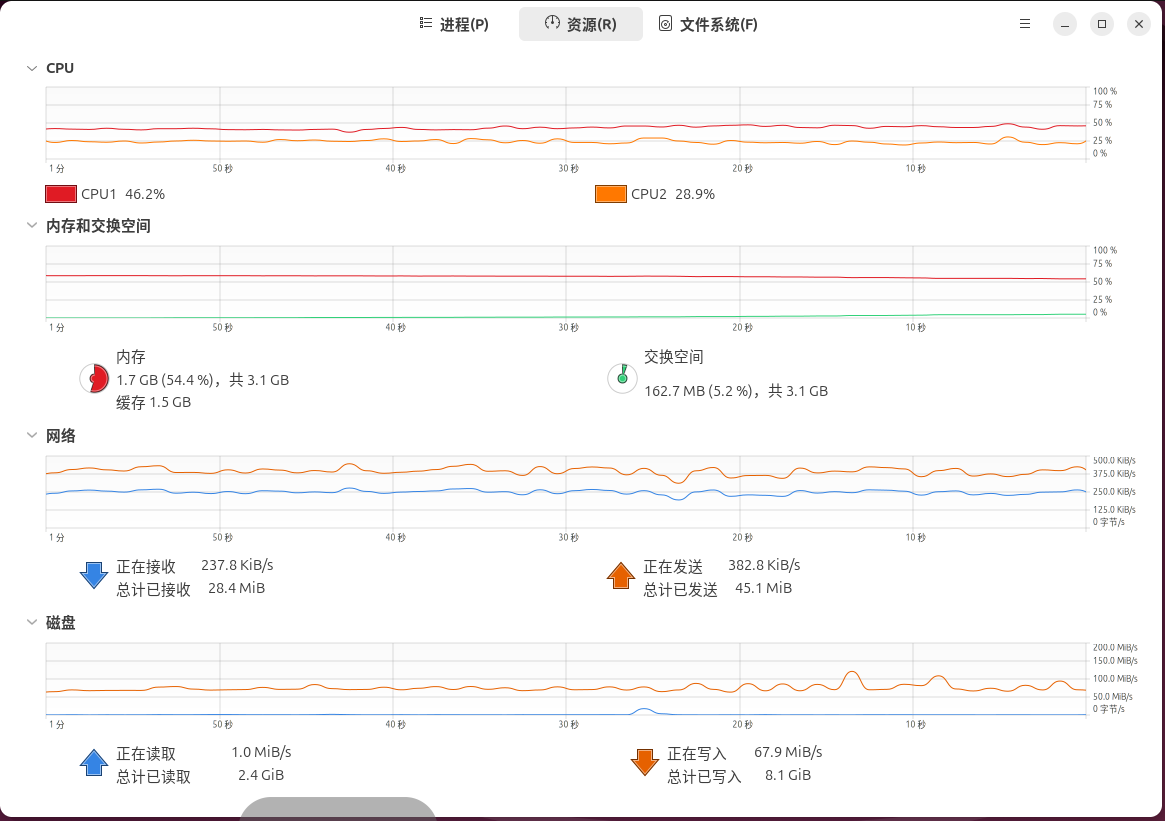 进程(P) 资源(R) 文件系统(F)
CPU
100 %
75 %
50 %
25 %
0 %
1 分 50 秒 40 秒 30 秒 20 秒 10 秒
CPU1 46.2% CPU2 28.9%
内存和交换空间
100 %
75 %
50 %
25 %
0 %
1 分 50 秒 40 秒 30 秒 20 秒 10 秒
内存 交换空间
1.7 GB (54.4 %)，共 3.1 GB 162.7 MB (5.2 %)，共 3.1 GB
缓存 1.5 GB
网络
500.0 KiB/s
375.0 KiB/s
250.0 KiB/s
125.0 KiB/s
0 字节/s
1 分 50 秒 40 秒 30 秒 20 秒 10 秒
正在接收 237.8 KiB/s 正在发送 382.8 KiB/s
总计已接收 28.4 MiB 总计已发送 45.1 MiB
磁盘
200.0 MiB/s
150.0 MiB/s
100.0 MiB/s
50.0 MiB/s
0 字节/s
1 分 50 秒 40 秒 30 秒 20 秒 10 秒
正在读取 1.0 MiB/s 正在写入 67.9 MiB/s
总计已读取 2.4 GiB 总计已写入 8.1 GiB